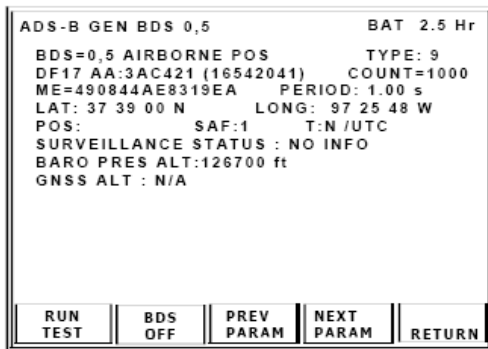 ADS-B GEN BDS 0,5 BAT 2.5 Hr
BDS=0,5 AIRBORNE POS TYPE: 9
DF17 AA:3AC421 (16542041) COUNT=1000
ME=490844AE8319EA PERIOD: 1.00 s
LAT: 37 39 00 N LONG: 97 25 48 W
POS: SAF:1 T:N /UTC
SURVEILLANCE STATUS : NO INFO
BARO PRES ALT:126700 ft
GNSS ALT : N/A
RUN TEST BDS OFF PREV PARAM NEXT PARAM RETURN